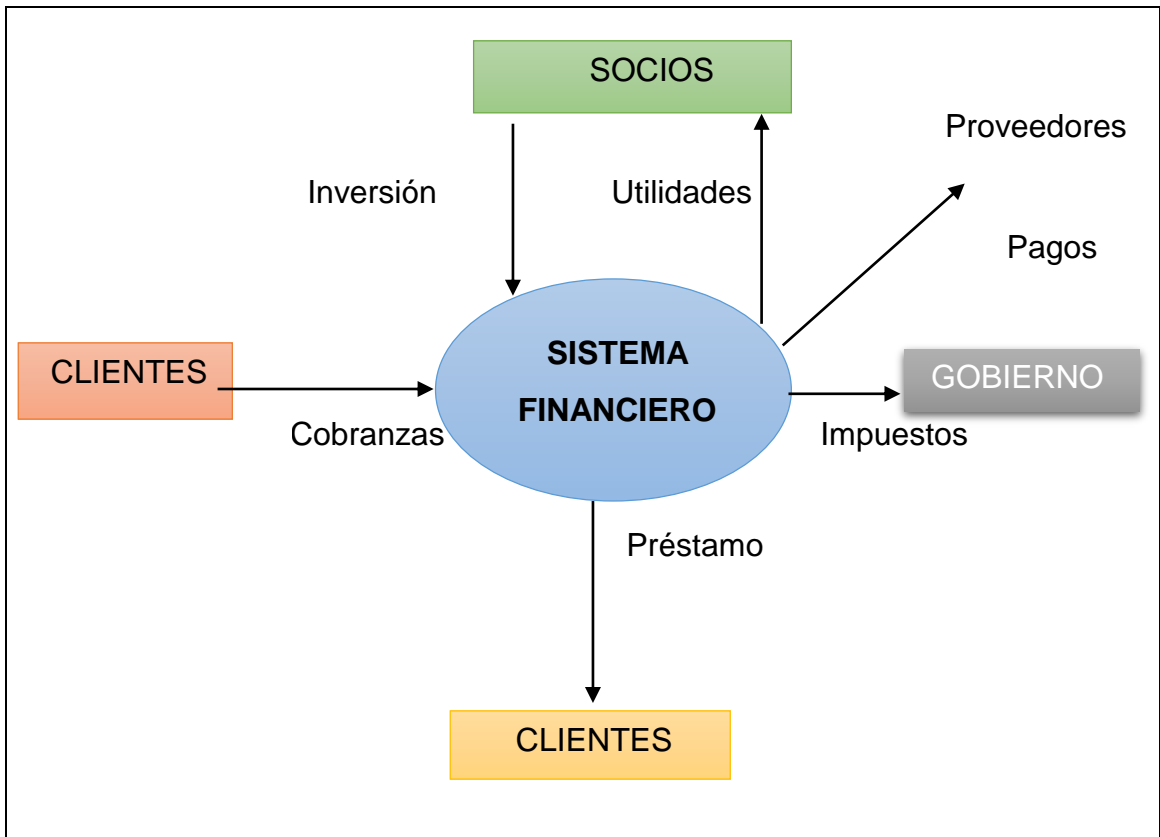 SOCIOS
Proveedores
Inversión
Utilidades
Pagos
SISTEMA
FINANCIERO
CLIENTES
GOBIERNO
Cobranzas
Impuestos
Préstamo
CLIENTES